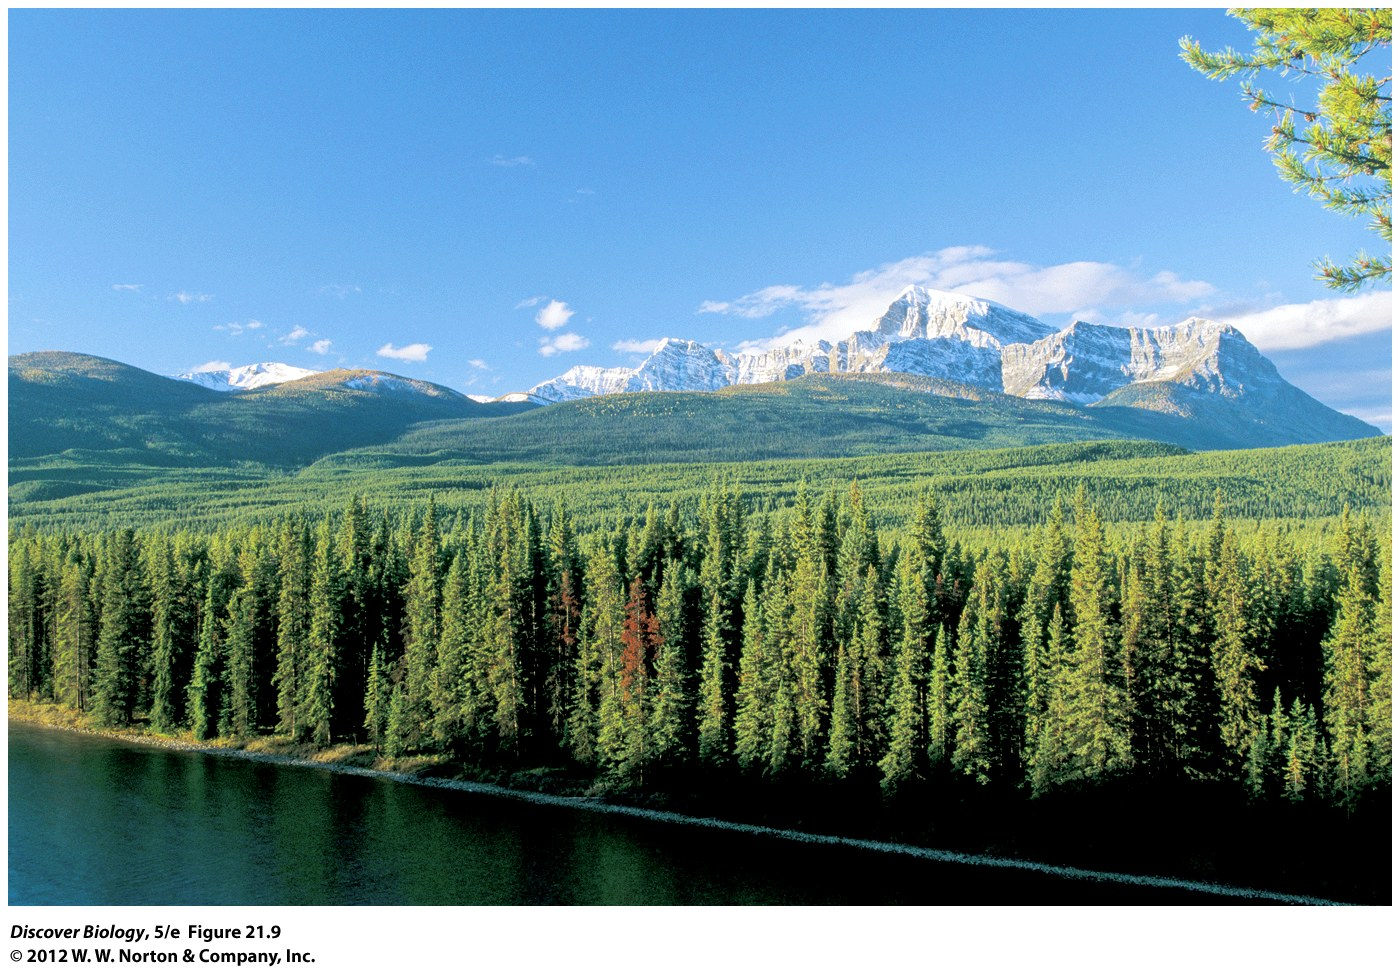 Discover Biology, 5/e Figure 21.9
© 2012 W. W. Norton & Company, Inc.